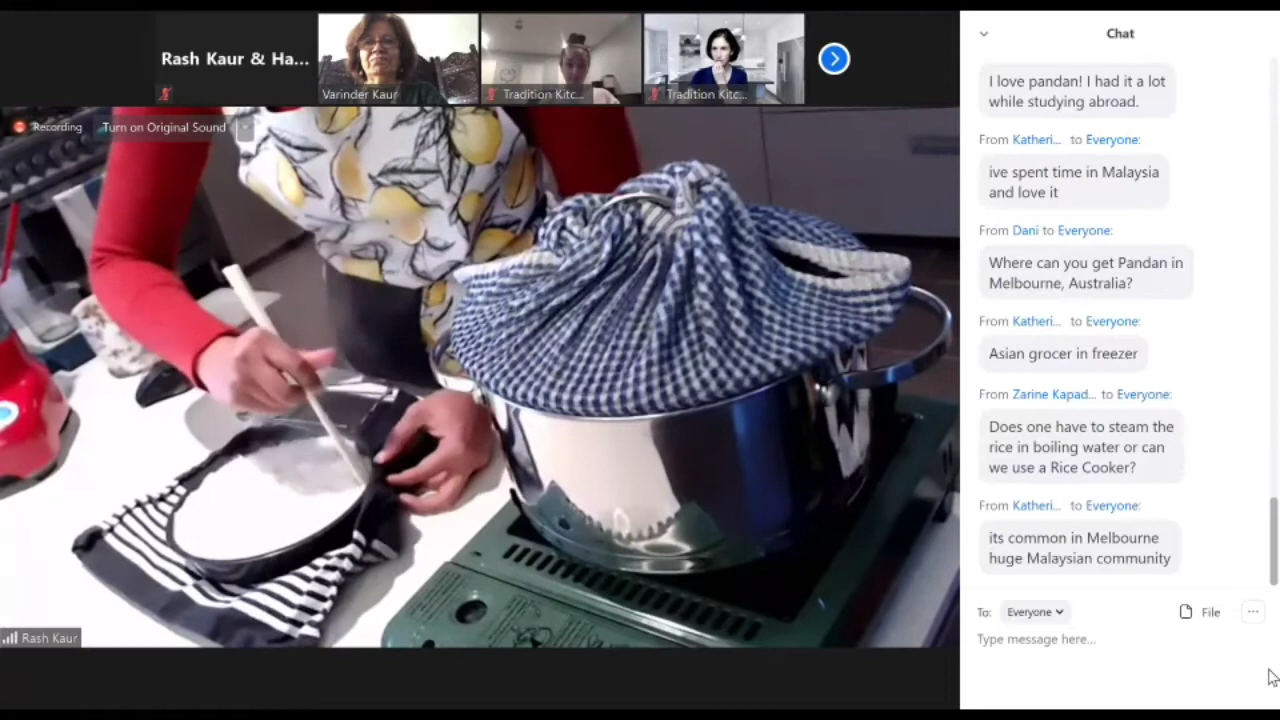 Rash Kaur & Ha...
Varinder Kaur
Tradition Kitc...
Tradition Kitc...
Recording
Turn on Original Sound
Rash Kaur
Chat
I love pandan! I had it a lot
while studying abroad.
From Katheri... to Everyone:
ive spent time in Malaysia
and love it
From Dani to Everyone:
Where can you get Pandan in
Melbourne, Australia?
From Katheri... to Everyone:
Asian grocer in freezer
From Zarine Kapad... to Everyone:
Does one have to steam the
rice in boiling water or can
we use a Rice Cooker?
From Katheri... to Everyone:
its common in Melbourne
huge Malaysian community
To: Everyone File ...
Type message here...